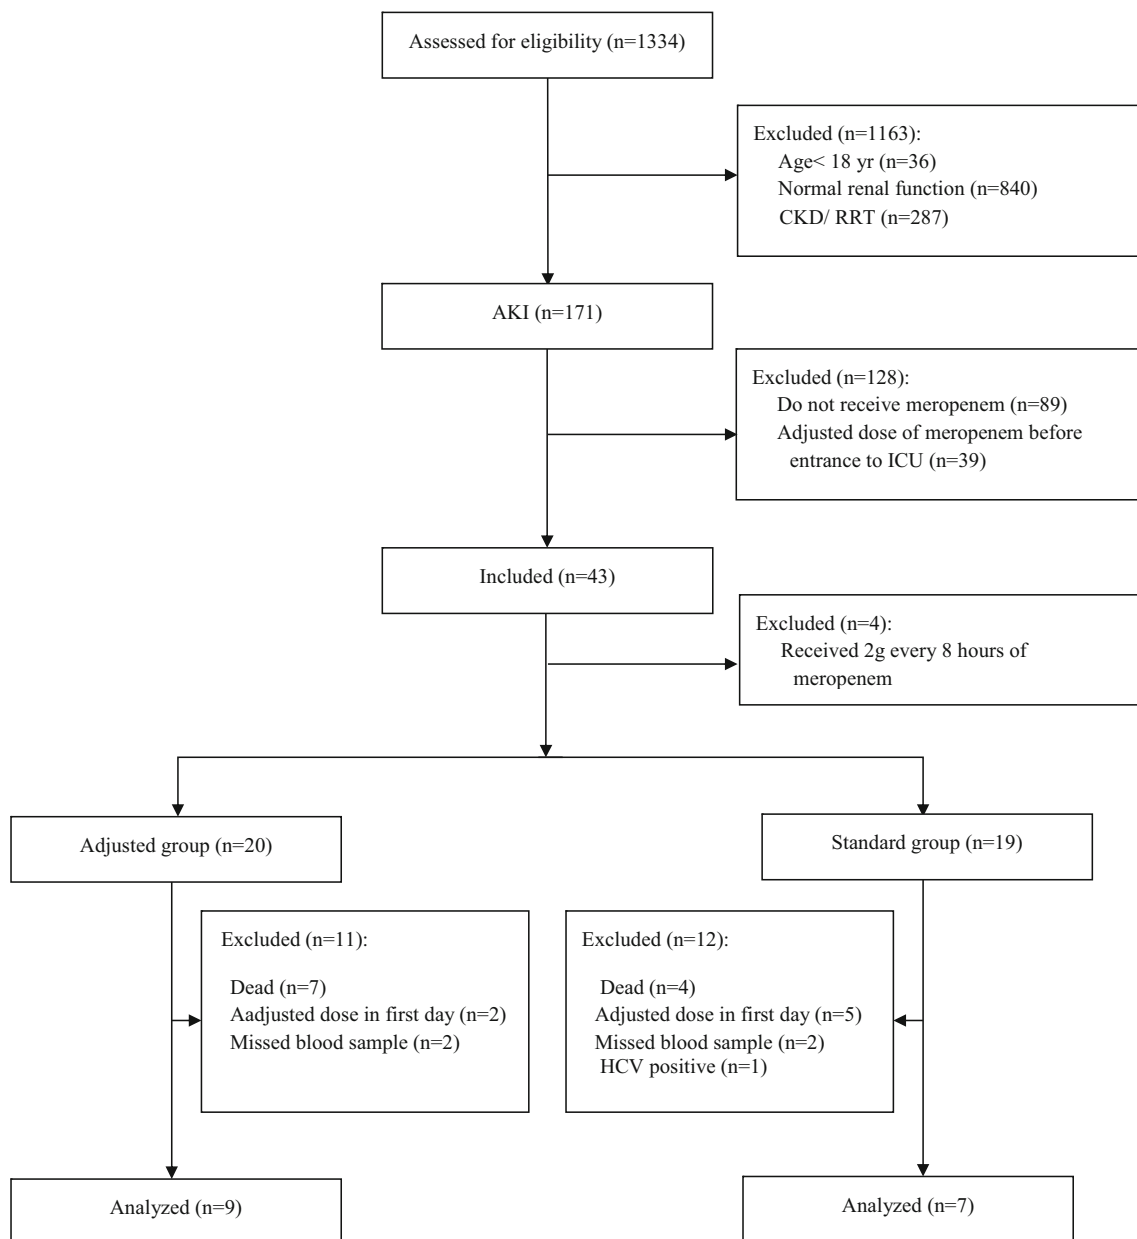 Assessed for eligibility (n=1334)
Excluded (n=1163):
Age< 18 yr (n=36)
Normal renal function (n=840)
CKD/ RRT (n=287)
AKI (n=171)
Excluded (n=128):
Do not receive meropenem (n=89)
Adjusted dose of meropenem before
entrance to ICU (n=39)
Included (n=43)
Excluded (n=4):
Received 2g every 8 hours of
meropenem
Adjusted group (n=20)
Standard group (n=19)
Excluded (n=11):
Dead (n=7)
Aadjusted dose in first day (n=2)
Missed blood sample (n=2)
Excluded (n=12):
Dead (n=4)
Adjusted dose in first day (n=5)
Missed blood sample (n=2)
HCV positive (n=1)
Analyzed (n=9)
Analyzed (n=7)